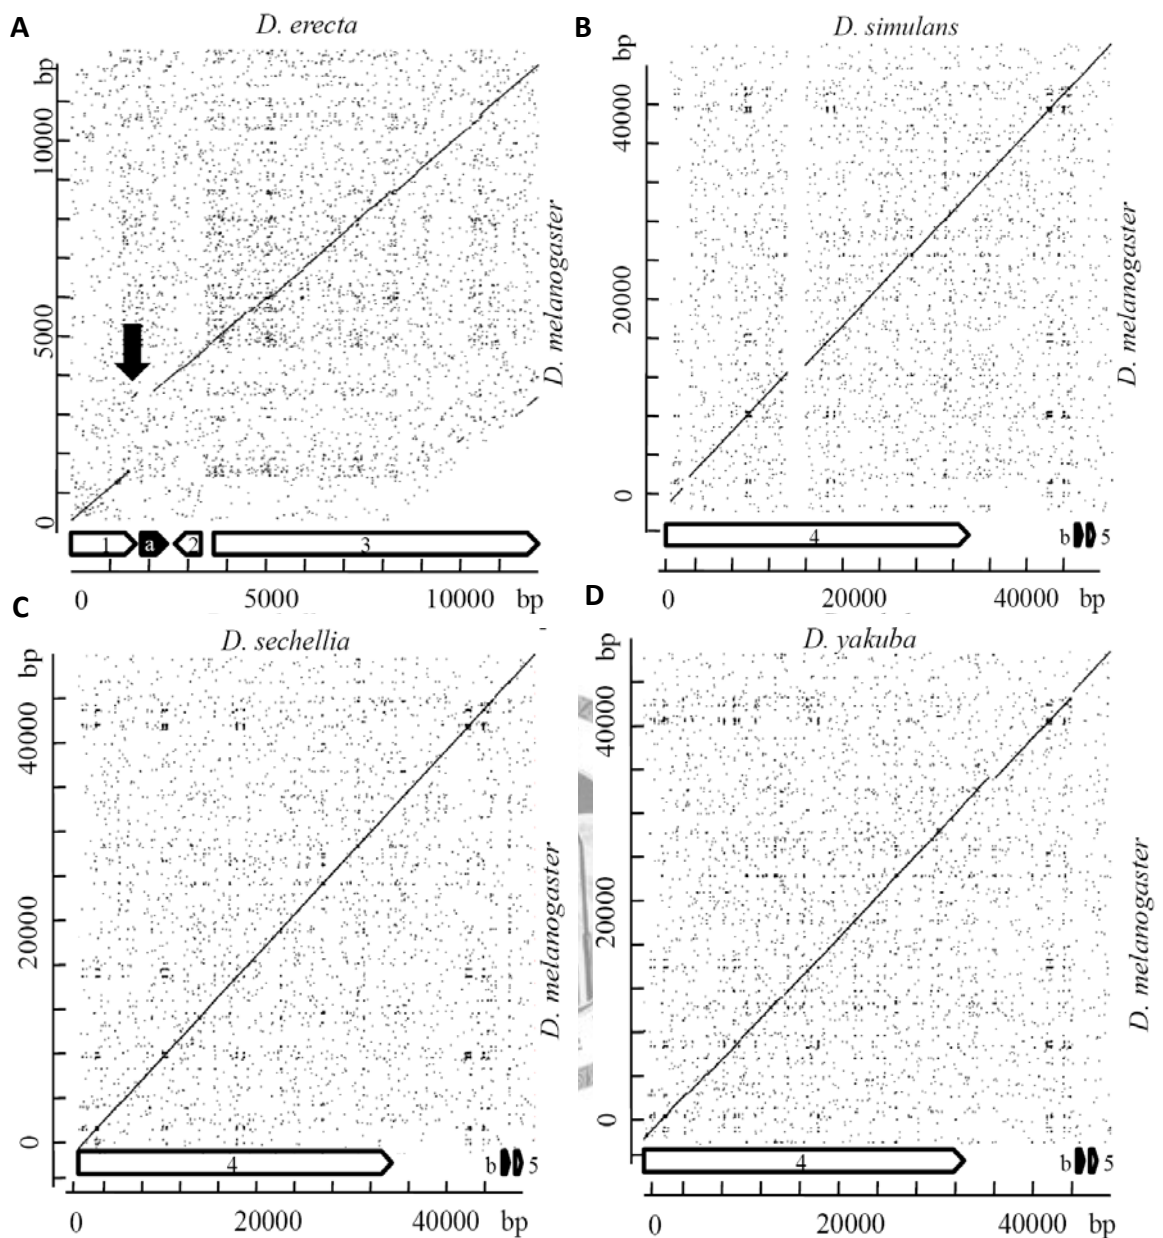 A
D. erecta
bp
10000
5000
0
D. melanogaster
1
a
2
3
0
5000
10000
bp
B
D. simulans
bp
40000
20000
0
D. melanogaster
4
b
5
0
20000
40000
bp
C
D. sechellia
bp
40000
20000
0
D. melanogaster
4
b
5
0
20000
40000
bp
D
D. yakuba
bp
40000
20000
0
D. melanogaster
4
b
5
0
20000
40000
bp